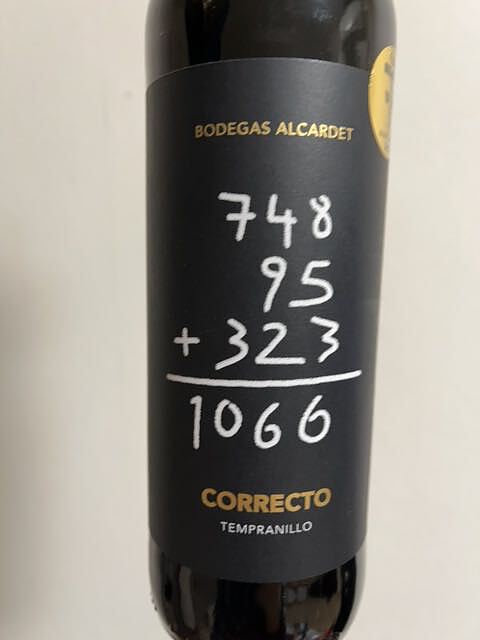 BODEGAS ALCARDET
748
95
+323
1066
CORRECTO
TEMPRANILLO